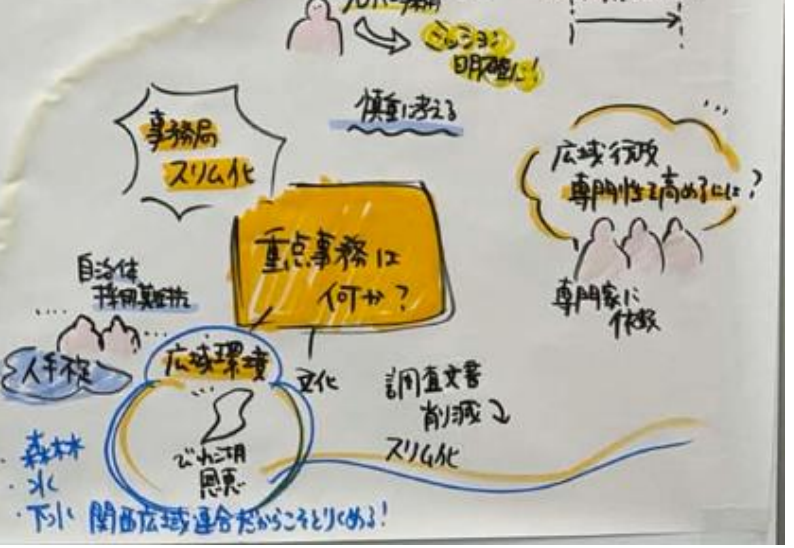 ミッション
明確に!
慎重に考える
事務局
スリム化
広域行政
専門性を高めるには?
専門家に
依頼
重点事務は
何か?
自治体
採用難
人手不足
広域環境
文化
びわ湖
恩恵
調査文書
削減
スリム化
・森林
・水
・下水
関西広域連合だからこそとりくめる!